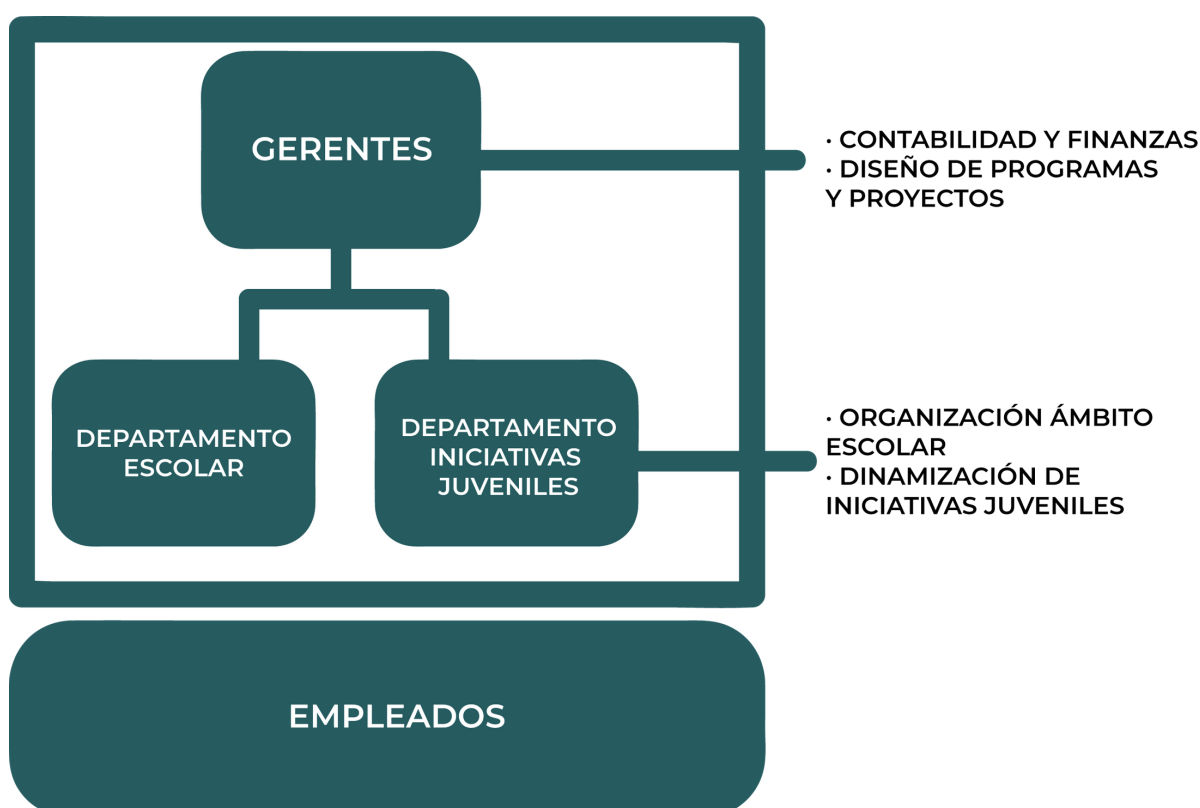 GERENTES
· CONTABILIDAD Y FINANZAS
· DISEÑO DE PROGRAMAS
Y PROYECTOS
DEPARTAMENTO
ESCOLAR
DEPARTAMENTO
INICIATIVAS
JUVENILES
· ORGANIZACIÓN ÁMBITO
ESCOLAR
· DINAMIZACIÓN DE
INICIATIVAS JUVENILES
EMPLEADOS